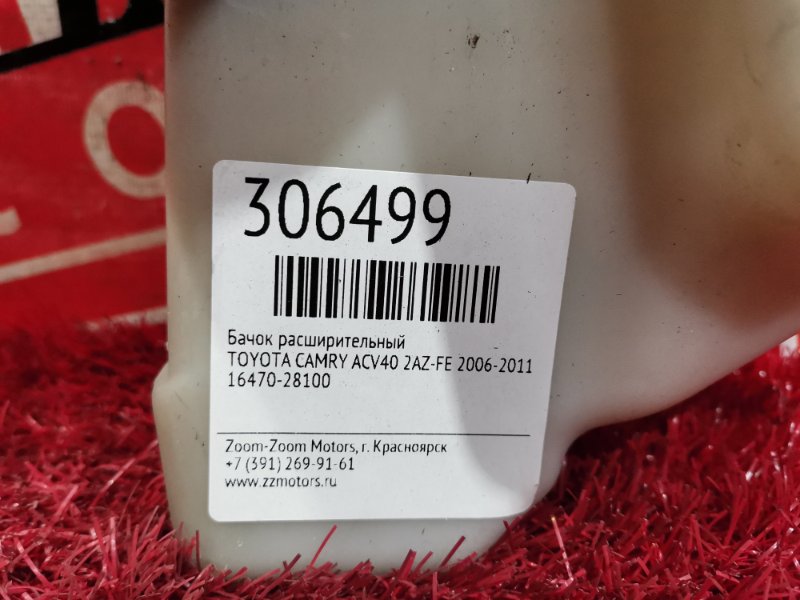 306499
Бачок расширительный
TOYOTA CAMRY ACV40 2AZ-FE 2006-2011
16470-28100
Zoom-Zoom Motors, г. Красноярск
+7 (391) 269-91-61
www.zzmotors.ru